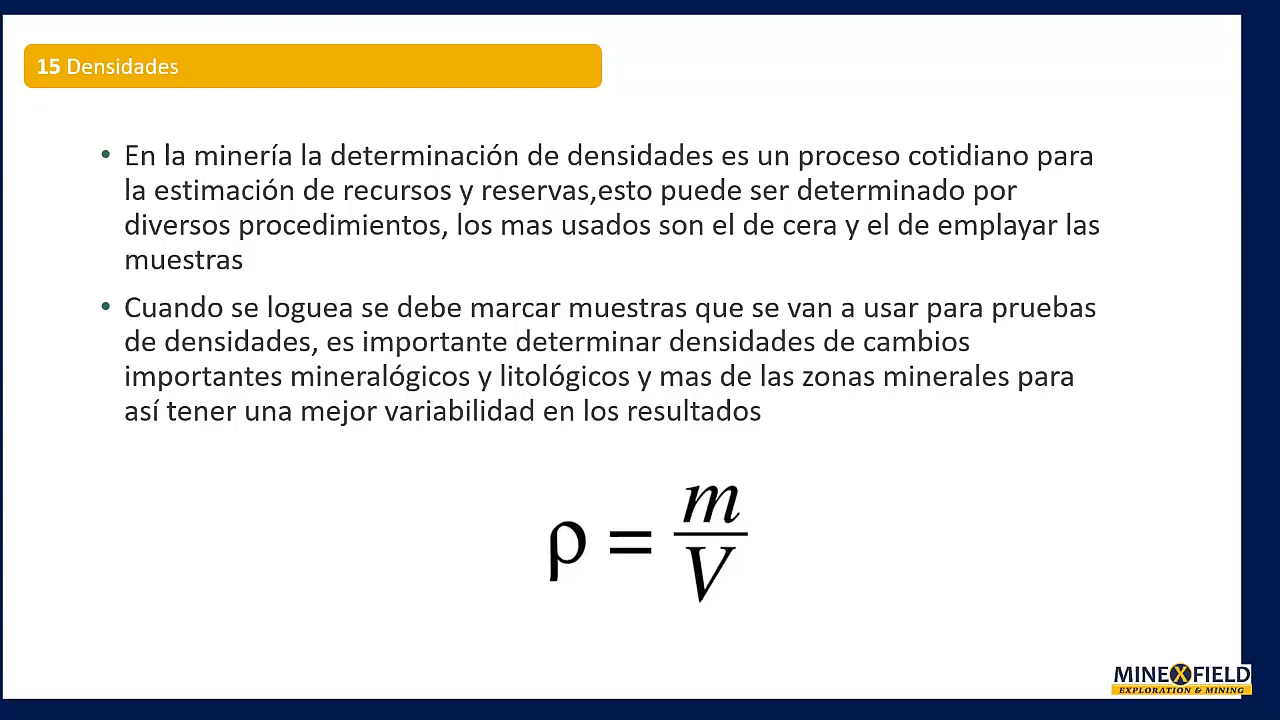 15 Densidades
• En la minería la determinación de densidades es un proceso cotidiano para
la estimación de recursos y reservas,esto puede ser determinado por
diversos procedimientos, los mas usados son el de cera y el de emplayar las
muestras
• Cuando se loguea se debe marcar muestras que se van a usar para pruebas
de densidades, es importante determinar densidades de cambios
importantes mineralógicos y litológicos y mas de las zonas minerales para
así tener una mejor variabilidad en los resultados
ρ = m/V
MINEXFIELD
EXPLORATION & MINING